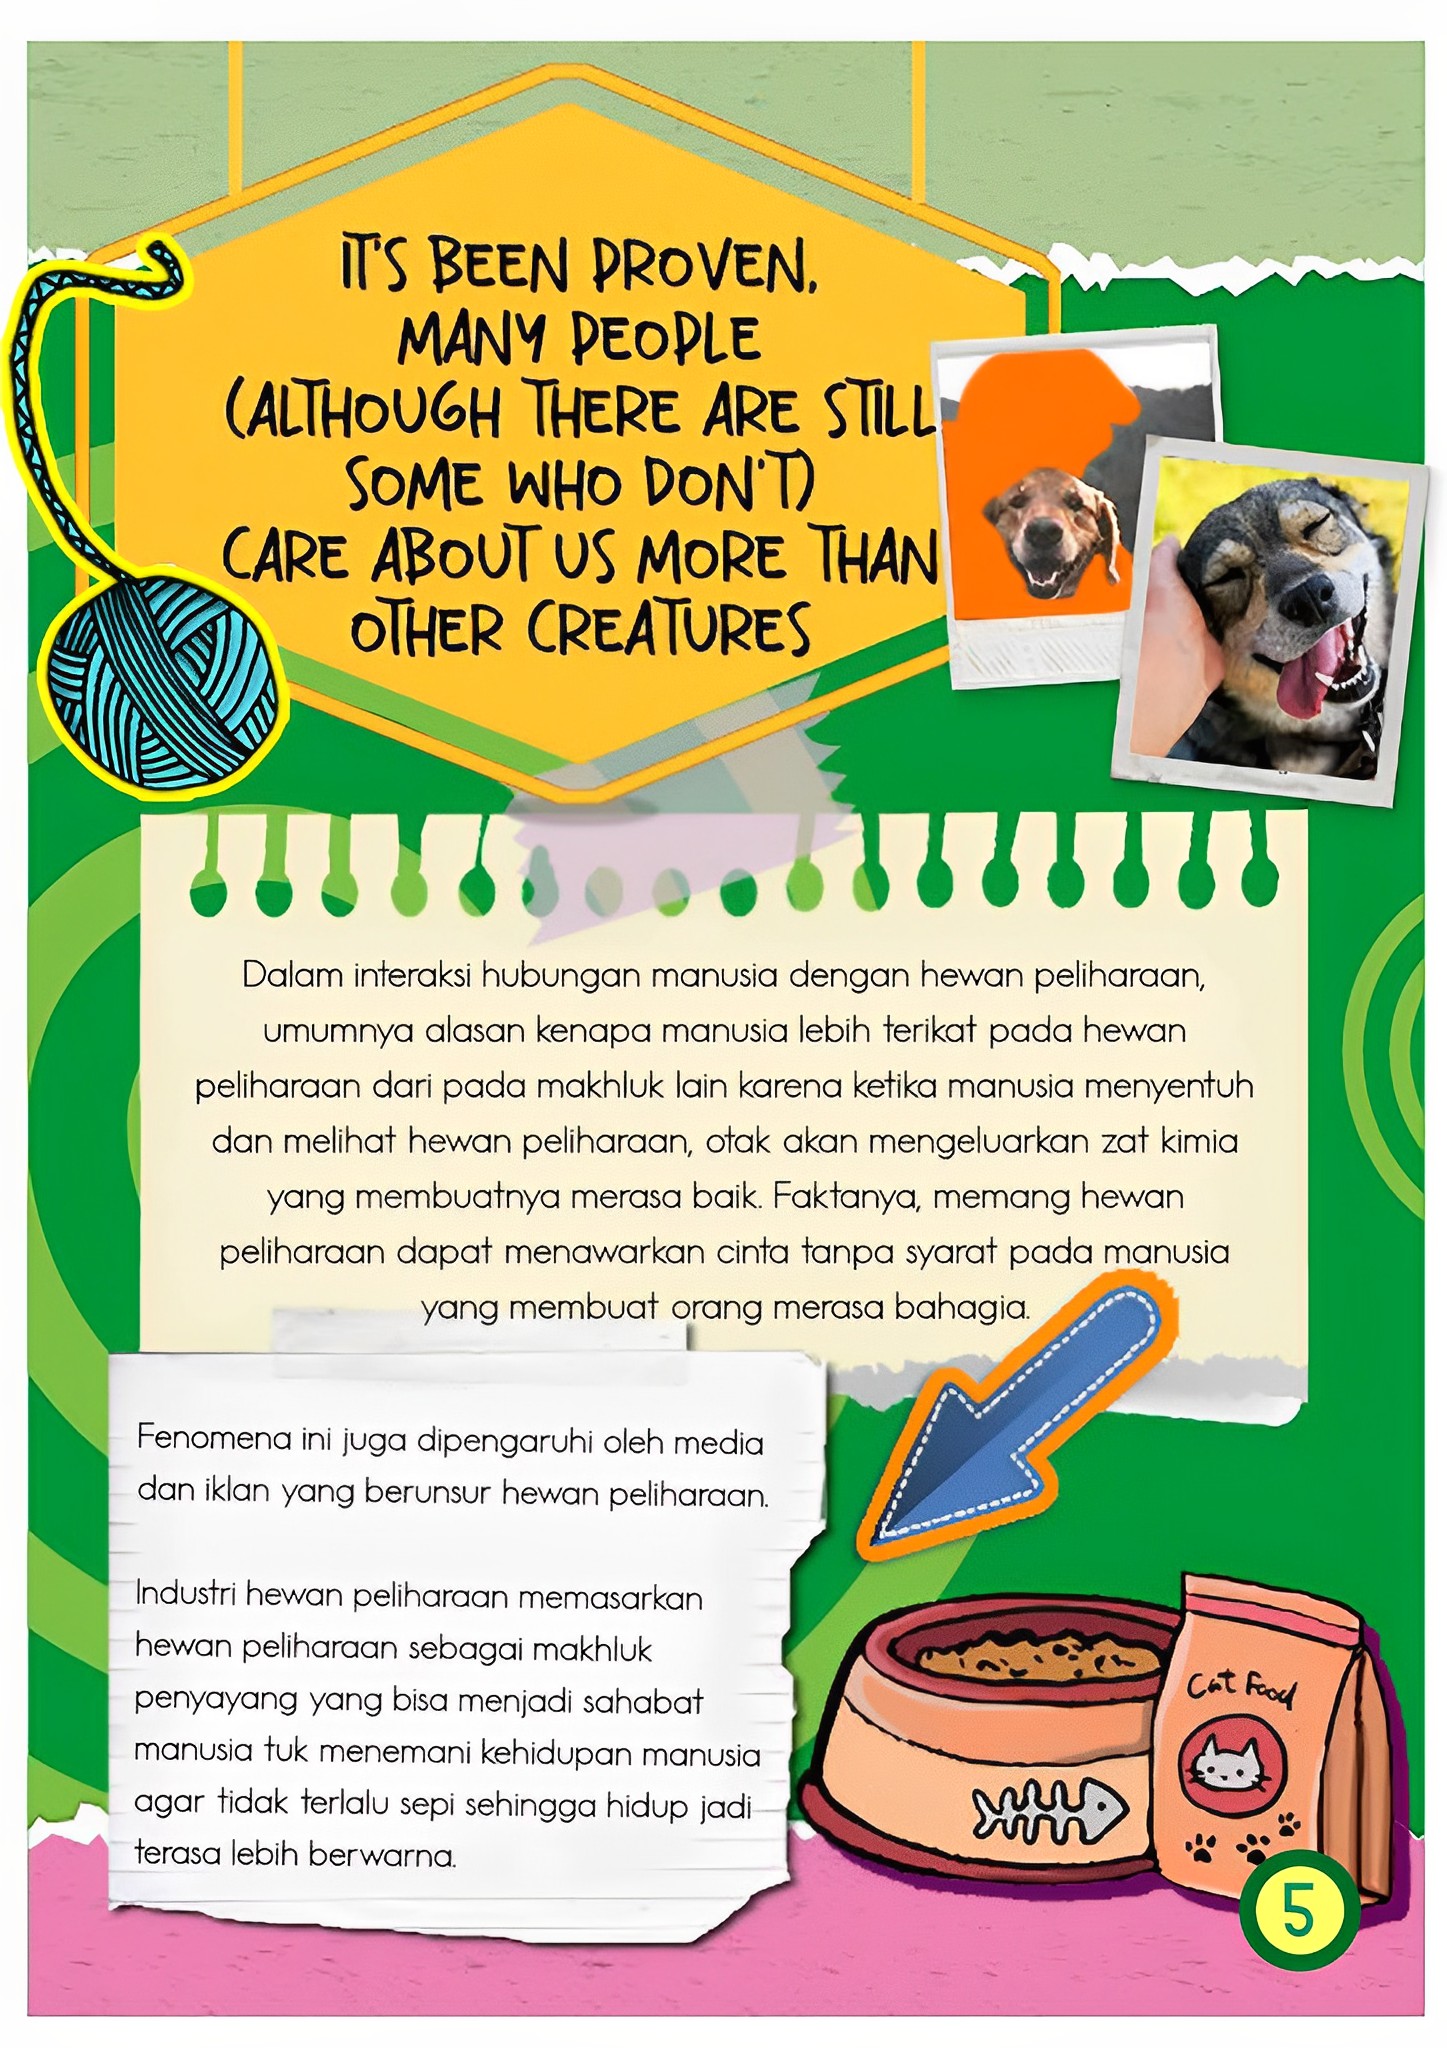 IT'S BEEN PROVEN,
MANY PEOPLE
(ALTHOUGH THERE ARE STILL
SOME WHO DON'T)
CARE ABOUT US MORE THAN
OTHER CREATURES
Dalam interaksi hubungan manusia dengan hewan peliharaan,
umumnya alasan kenapa manusia lebih terikat pada hewan
peliharaan dari pada makhluk lain karena ketika manusia menyentuh
dan melihat hewan peliharaan, otak akan mengeluarkan zat kimia
yang membuatnya merasa baik. Faktanya, memang hewan
peliharaan dapat menawarkan cinta tanpa syarat pada manusia
yang membuat orang merasa bahagia.
Fenomena ini juga dipengaruhi oleh media
dan iklan yang berunsur hewan peliharaan.
Industri hewan peliharaan memasarkan
hewan peliharaan sebagai makhluk
penyayang yang bisa menjadi sahabat
manusia tuk menemani kehidupan manusia
agar tidak terlalu sepi sehingga hidup jadi
terasa lebih berwarna.
Cat Food
5